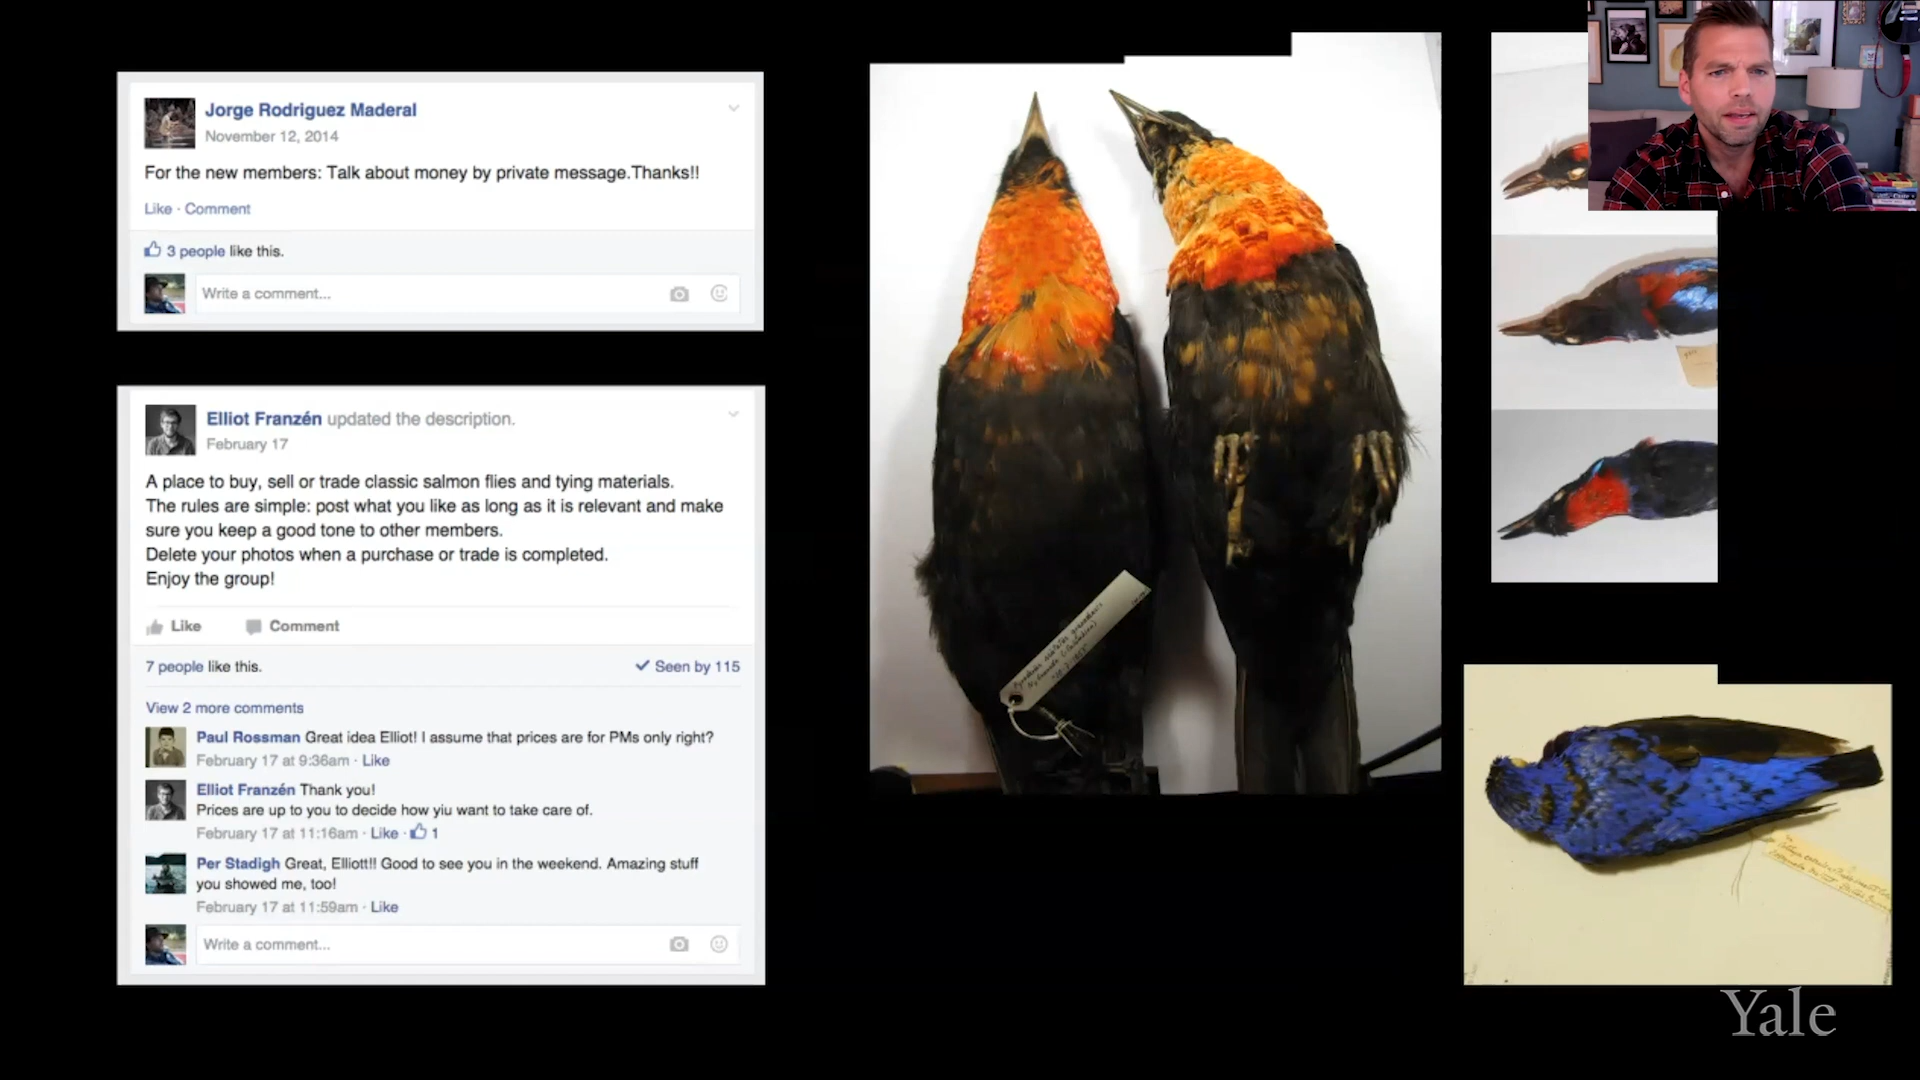 Jorge Rodriguez Maderal
November 12, 2014
For the new members: Talk about money by private message.Thanks!!
Like · Comment
3 people like this.
Write a comment...
Elliot Franzén updated the description.
February 17
A place to buy, sell or trade classic salmon flies and tying materials.
The rules are simple: post what you like as long as it is relevant and make
sure you keep a good tone to other members.
Delete your photos when a purchase or trade is completed.
Enjoy the group!
Like Comment
7 people like this. Seen by 115
View 2 more comments
Paul Rossman Great idea Elliot! I assume that prices are for PMs only right?
February 17 at 9:36am · Like
Elliot Franzén Thank you!
Prices are up to you to decide how yiu want to take care of.
February 17 at 11:16am · Like · 1
Per Stadigh Great, Elliott!! Good to see you in the weekend. Amazing stuff
you showed me, too!
February 17 at 11:59am · Like
Write a comment...
Yale